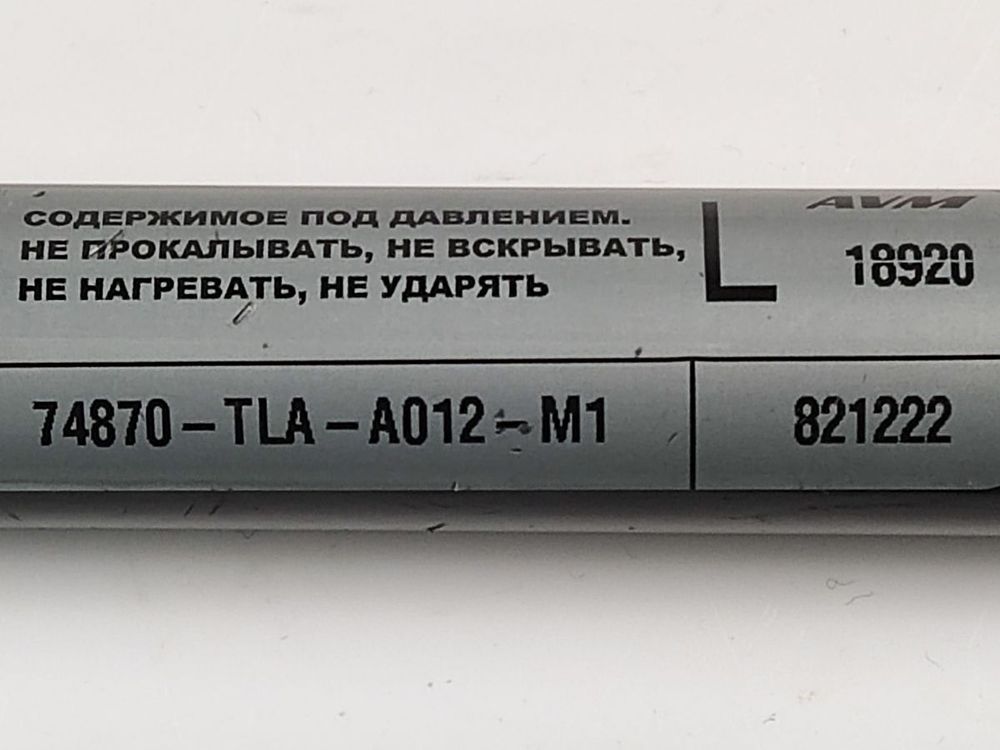 СОДЕРЖИМОЕ ПОД ДАВЛЕНИЕМ.
НЕ ПРОКАЛЫВАТЬ, НЕ ВСКРЫВАТЬ,
НЕ НАГРЕВАТЬ, НЕ УДАРЯТЬ
L
AVM
18920
74870-TLA-A012-M1
821222